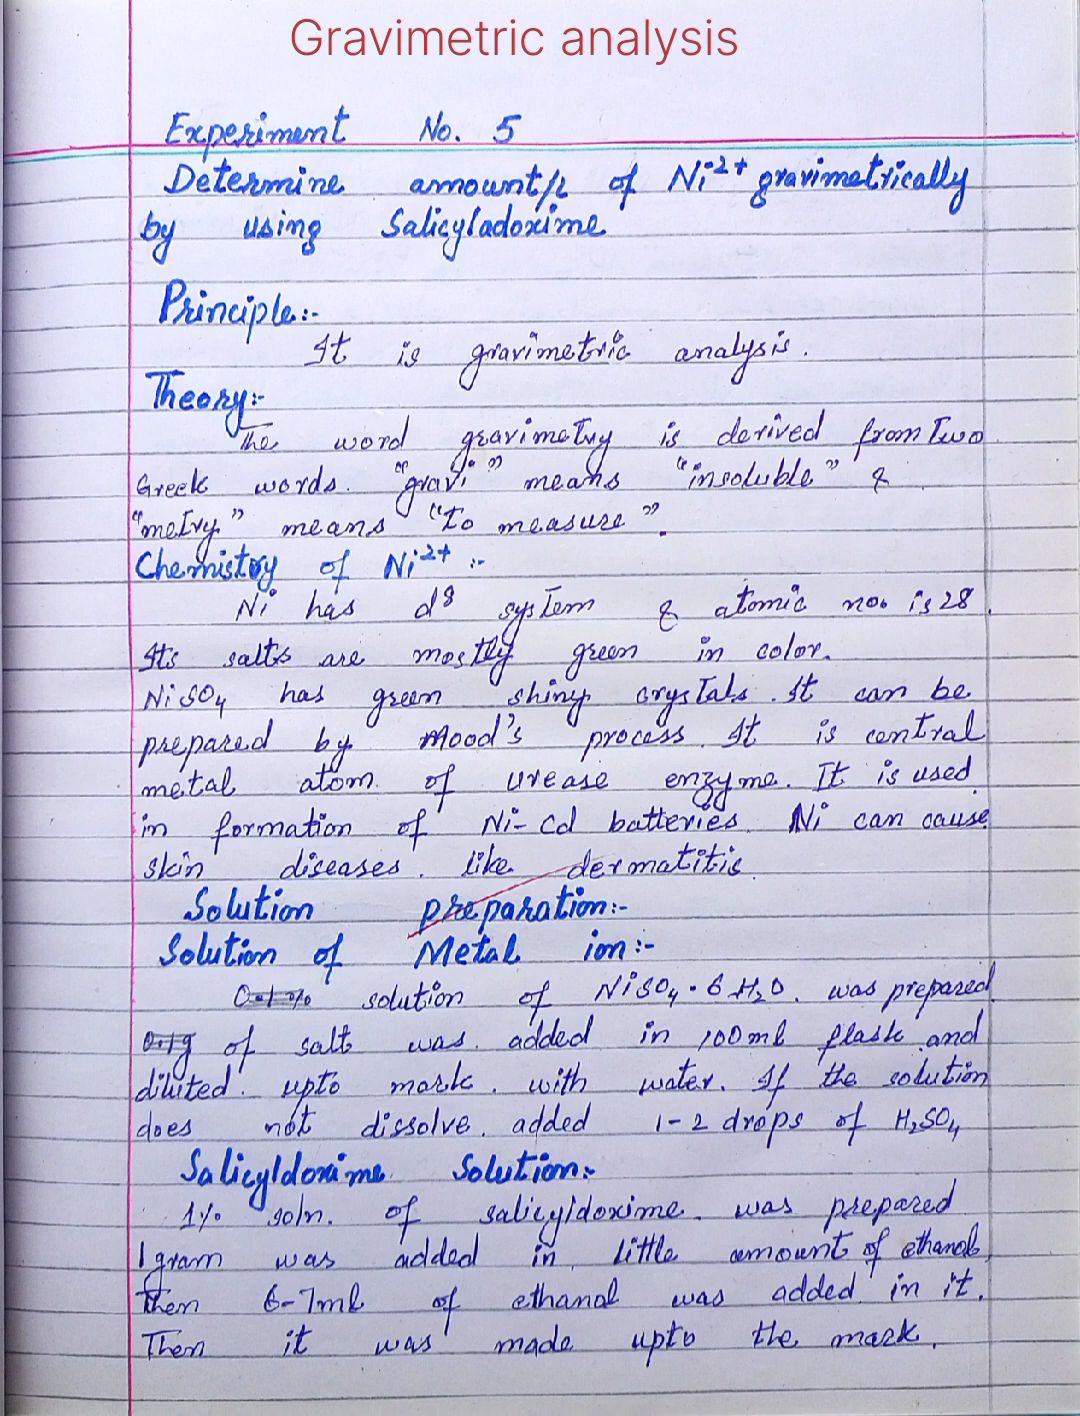 Gravimetric analysis
Experiment No. 5
Determine amount/L of Ni²⁺ gravimetrically
by using Salicyladoxime
Principle:-
It is gravimetric analysis.
Theory:-
The word gravimetry is derived from Two
Greek words. "gravi" means "insoluble" &
"metry" means "To measure".
Chemistry of Ni²⁺ :-
Ni has d8 system & atomic no. is 28.
Its salts are mostly green in color.
NiSO₄ has green shiny crystals. It can be
prepared by Mood's process. It is central
metal atom of urease enzyme. It is used
in formation of Ni-Cd batteries. Ni can cause
skin diseases. like dermatitis.
Solution preparation:-
Solution of Metal ion:-
0.1% solution of NiSO₄.6H₂O. was prepared.
0.1g of salt was added in 100ml flask and
diluted. upto mark. with water. If the solution
does not dissolve. added 1-2 drops of H₂SO₄
Salicyldoxime Solution:-
1% soln. of salicyldoxime. was prepared
1 gram was added in little amount of ethanol.
Then 6-7ml of ethanol was added in it.
Then it was made upto the mark.